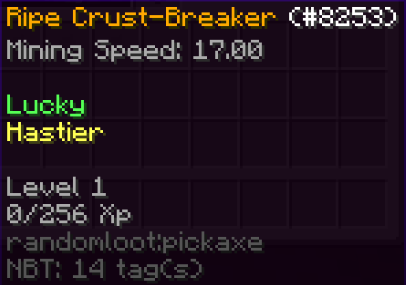 Ripe Crust-Breaker (#8253)
Mining Speed: 17.00
Lucky
Hastier
Level 1
0/256 Xp
randomloot:pickaxe
NBT: 14 tag(s)